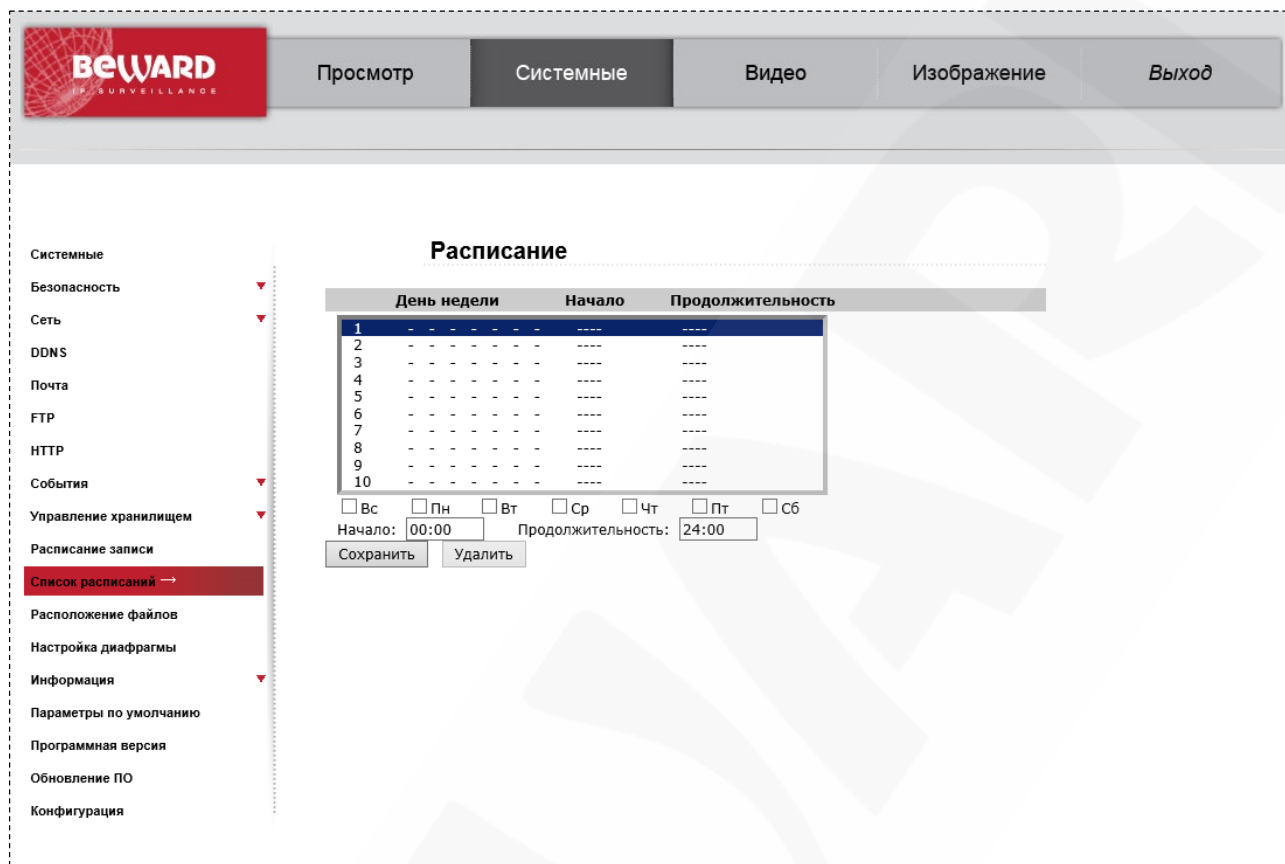 BEWARD
IP SURVEILLANCE
Просмотр Системные Видео Изображение Выход
Системные
Безопасность
Сеть
DDNS
Почта
FTP
HTTP
События
Управление хранилищем
Расписание записи
Список расписаний →
Расположение файлов
Настройка диафрагмы
Информация
Параметры по умолчанию
Программная версия
Обновление ПО
Конфигурация
Расписание
День недели Начало Продолжительность
1 - - - - - - - ---- ----
2 - - - - - - - ---- ----
3 - - - - - - - ---- ----
4 - - - - - - - ---- ----
5 - - - - - - - ---- ----
6 - - - - - - - ---- ----
7 - - - - - - - ---- ----
8 - - - - - - - ---- ----
9 - - - - - - - ---- ----
10 - - - - - - - ---- ----
Вс Пн Вт Ср Чт Пт Сб
Начало: 00:00 Продолжительность: 24:00
Сохранить Удалить